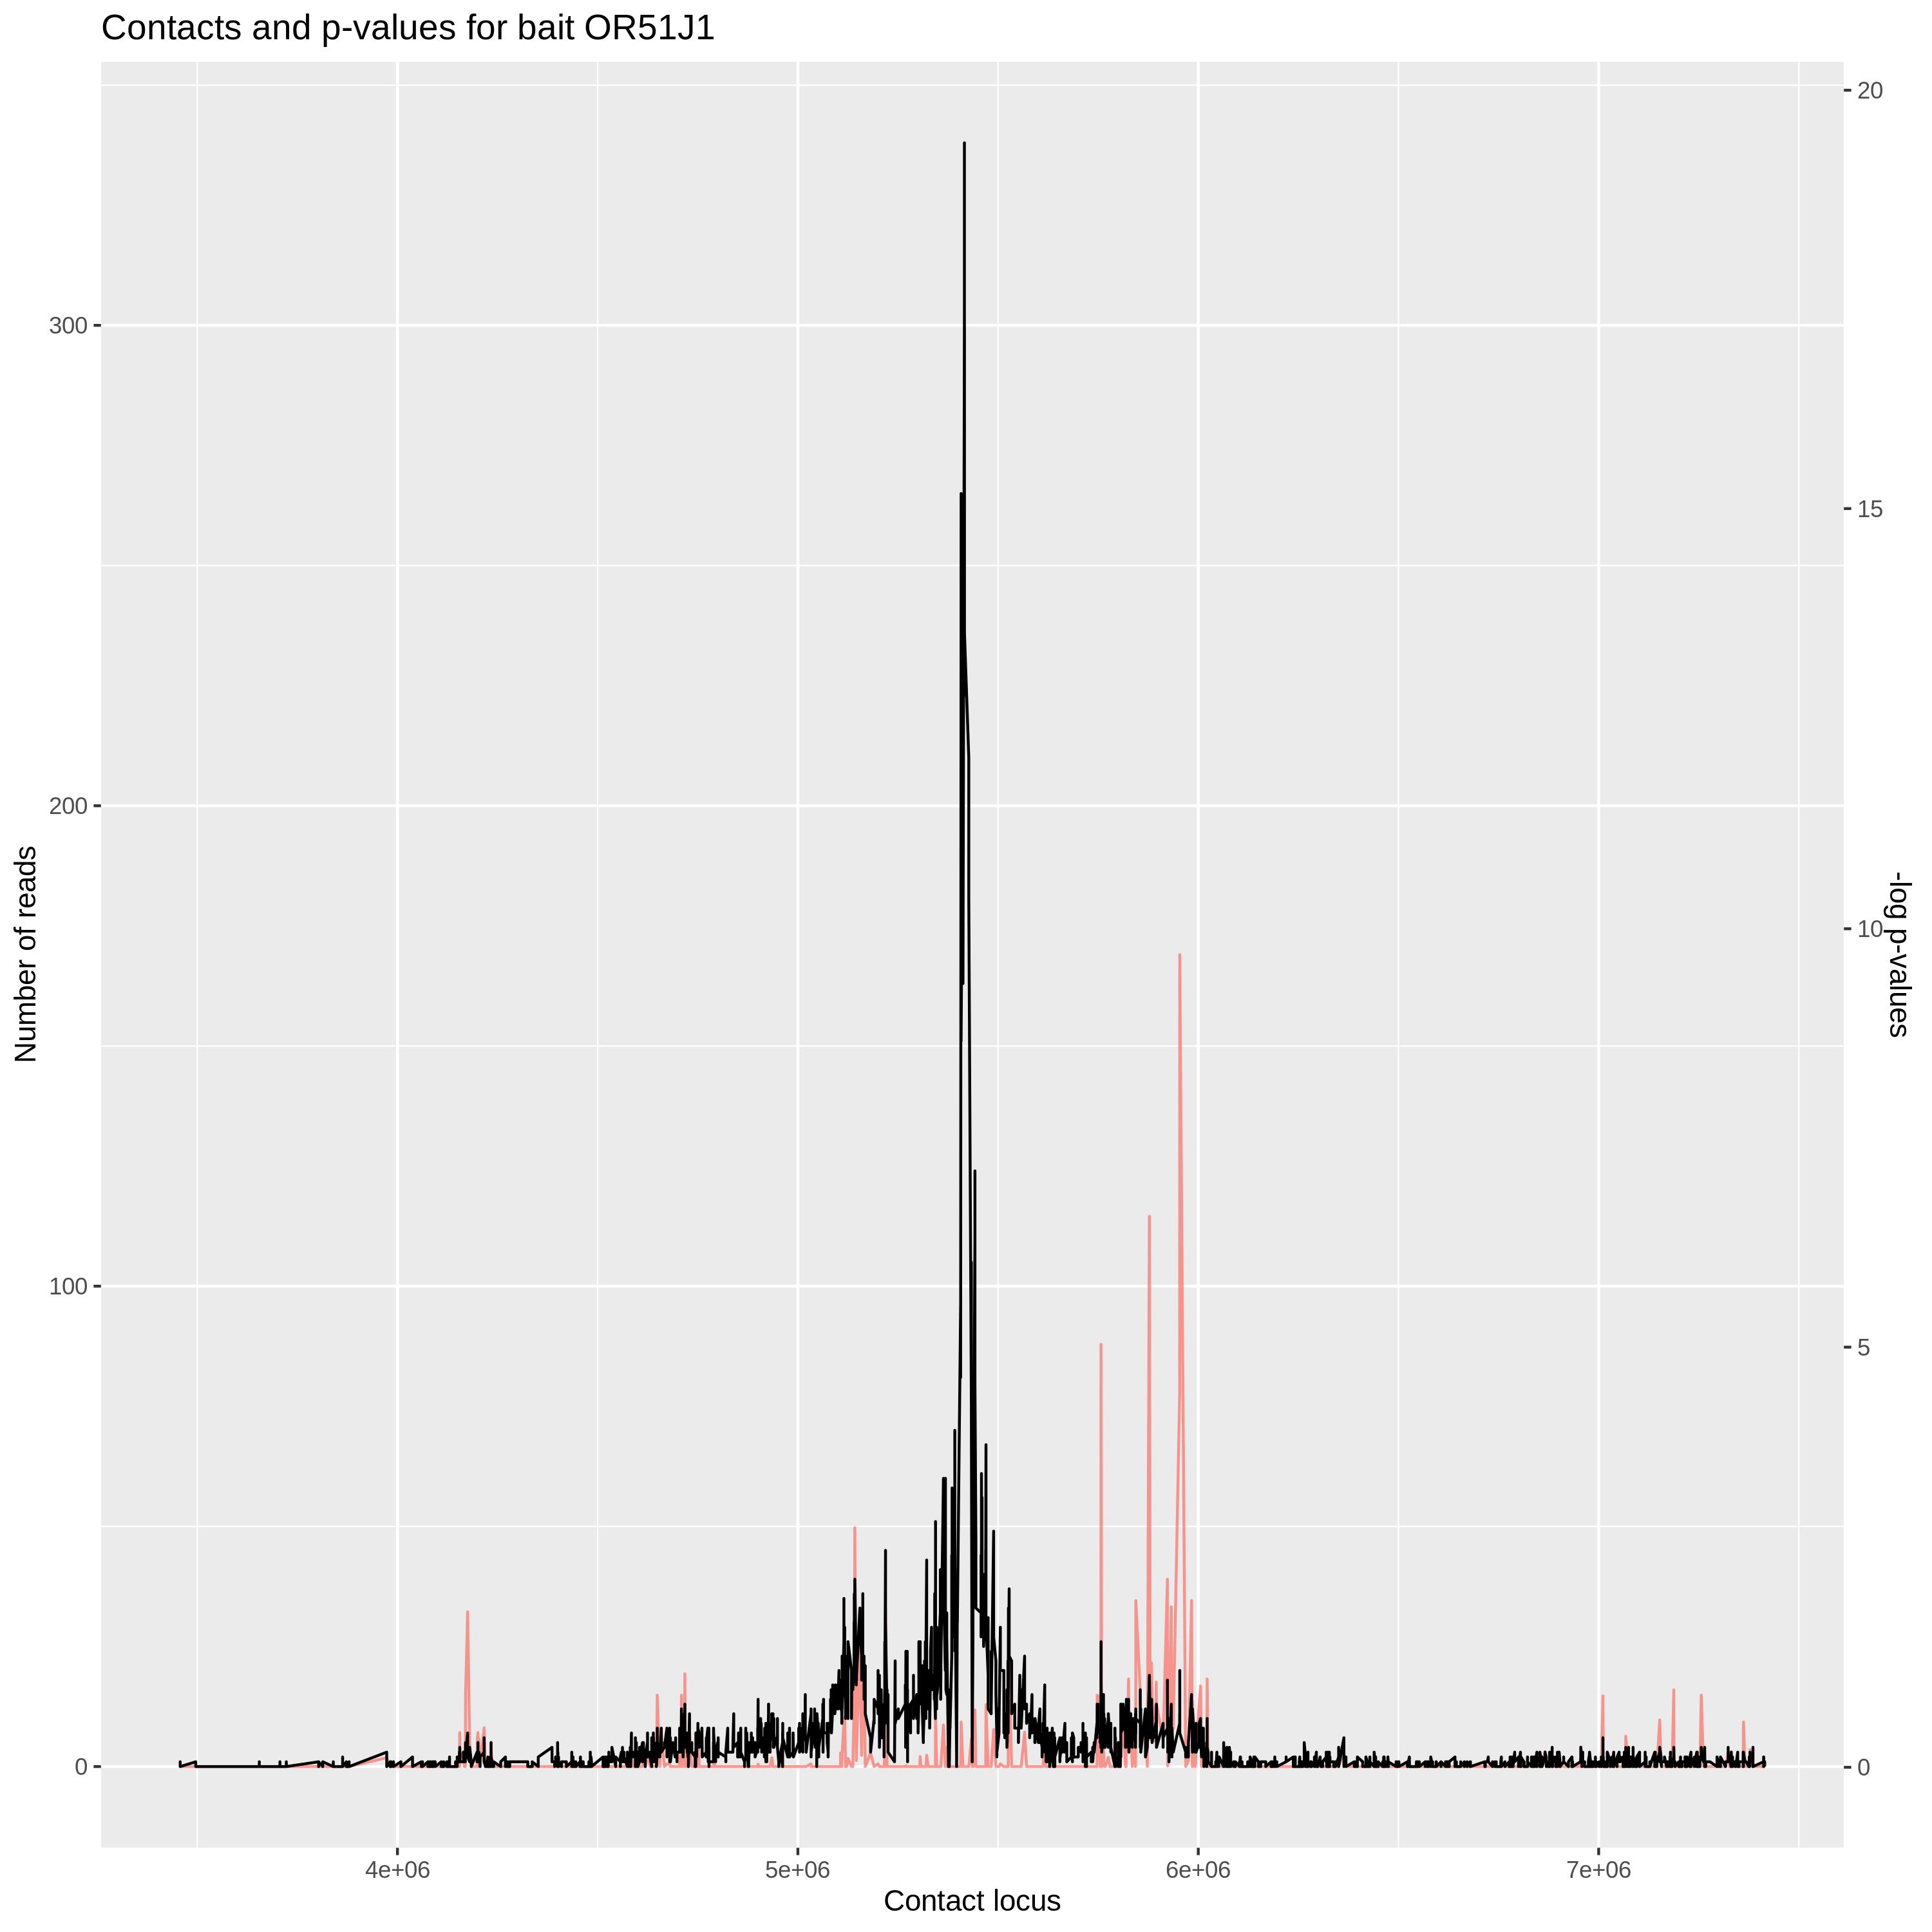 Contacts and p-values for bait OR51J1
300
200
100
0
Number of reads
20
15
10
5
0
-log p-values
4e+06
5e+06
6e+06
7e+06
Contact locus